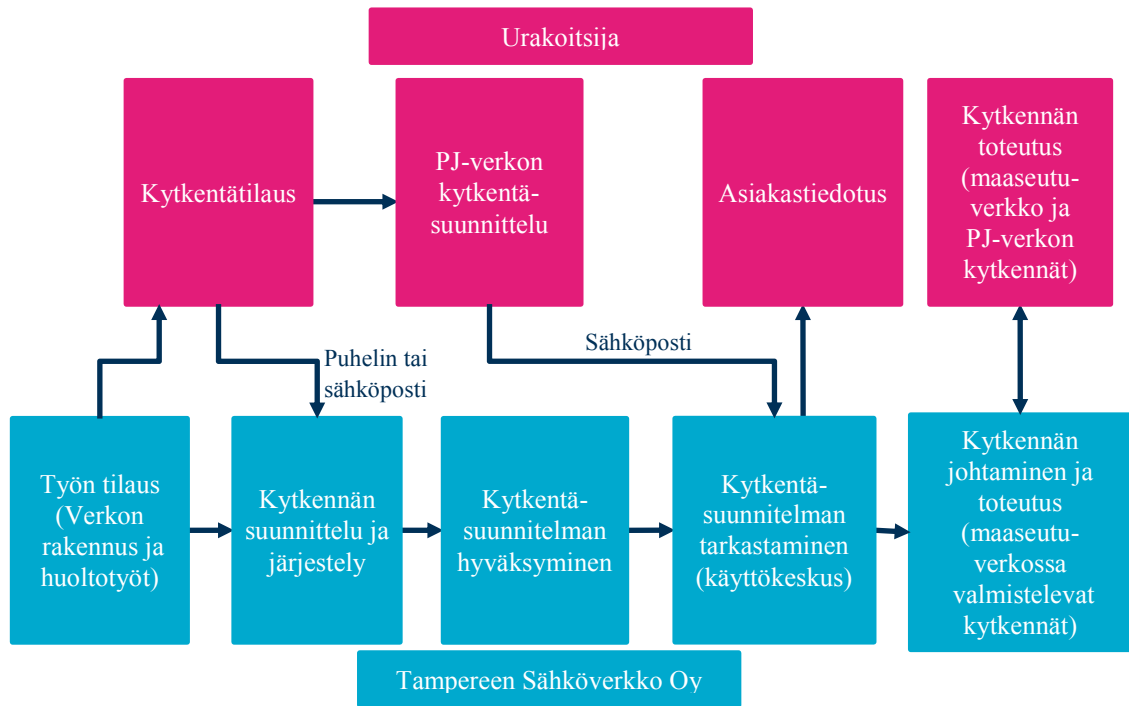 Urakoitsija
Kytkentätilaus
PJ-verkon
kytkentä-
suunnittelu
Asiakastiedotus
Kytkennän
toteutus
(maaseutu-
verkko ja
PJ-verkon
kytkennät)
Puhelin tai
sähköposti
Sähköposti
Työn tilaus
(Verkon
rakennus ja
huoltotyöt)
Kytkennän
suunnittelu ja
järjestely
Kytkentä-
suunnitelman
hyväksyminen
Kytkentä-
suunnitelman
tarkastaminen
(käyttökeskus)
Kytkennän
johtaminen ja
toteutus
(maaseutu-
verkossa
valmistelevat
kytkennät)
Tampereen Sähköverkko Oy